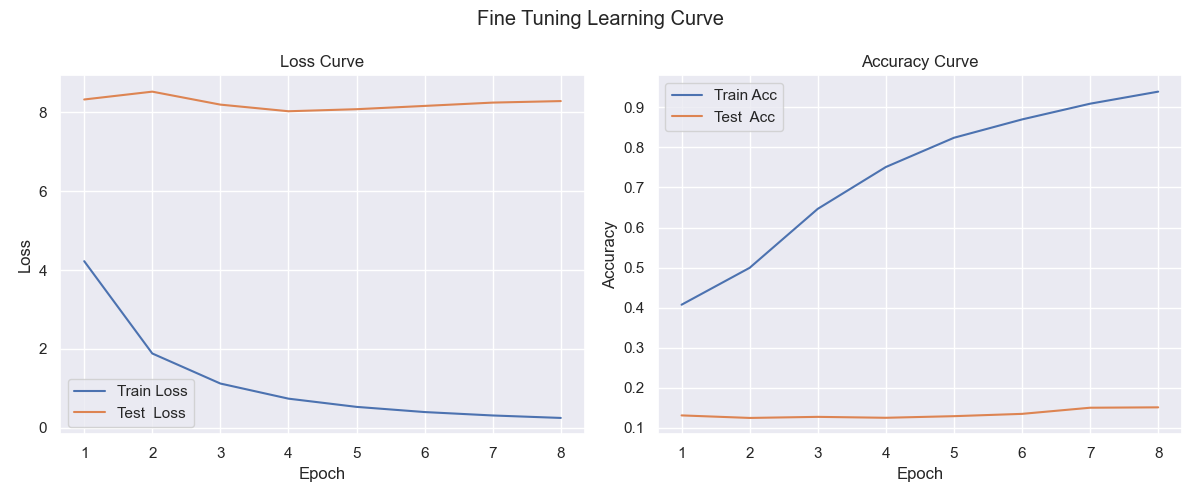 Fine Tuning Learning Curve
Loss Curve
8
6
4
2
0
Loss
Train Loss
Test  Loss
1 2 3 4 5 6 7 8
Epoch
Accuracy Curve
Train Acc
Test  Acc
0.9
0.8
0.7
0.6
0.5
0.4
0.3
0.2
0.1
Accuracy
1 2 3 4 5 6 7 8
Epoch